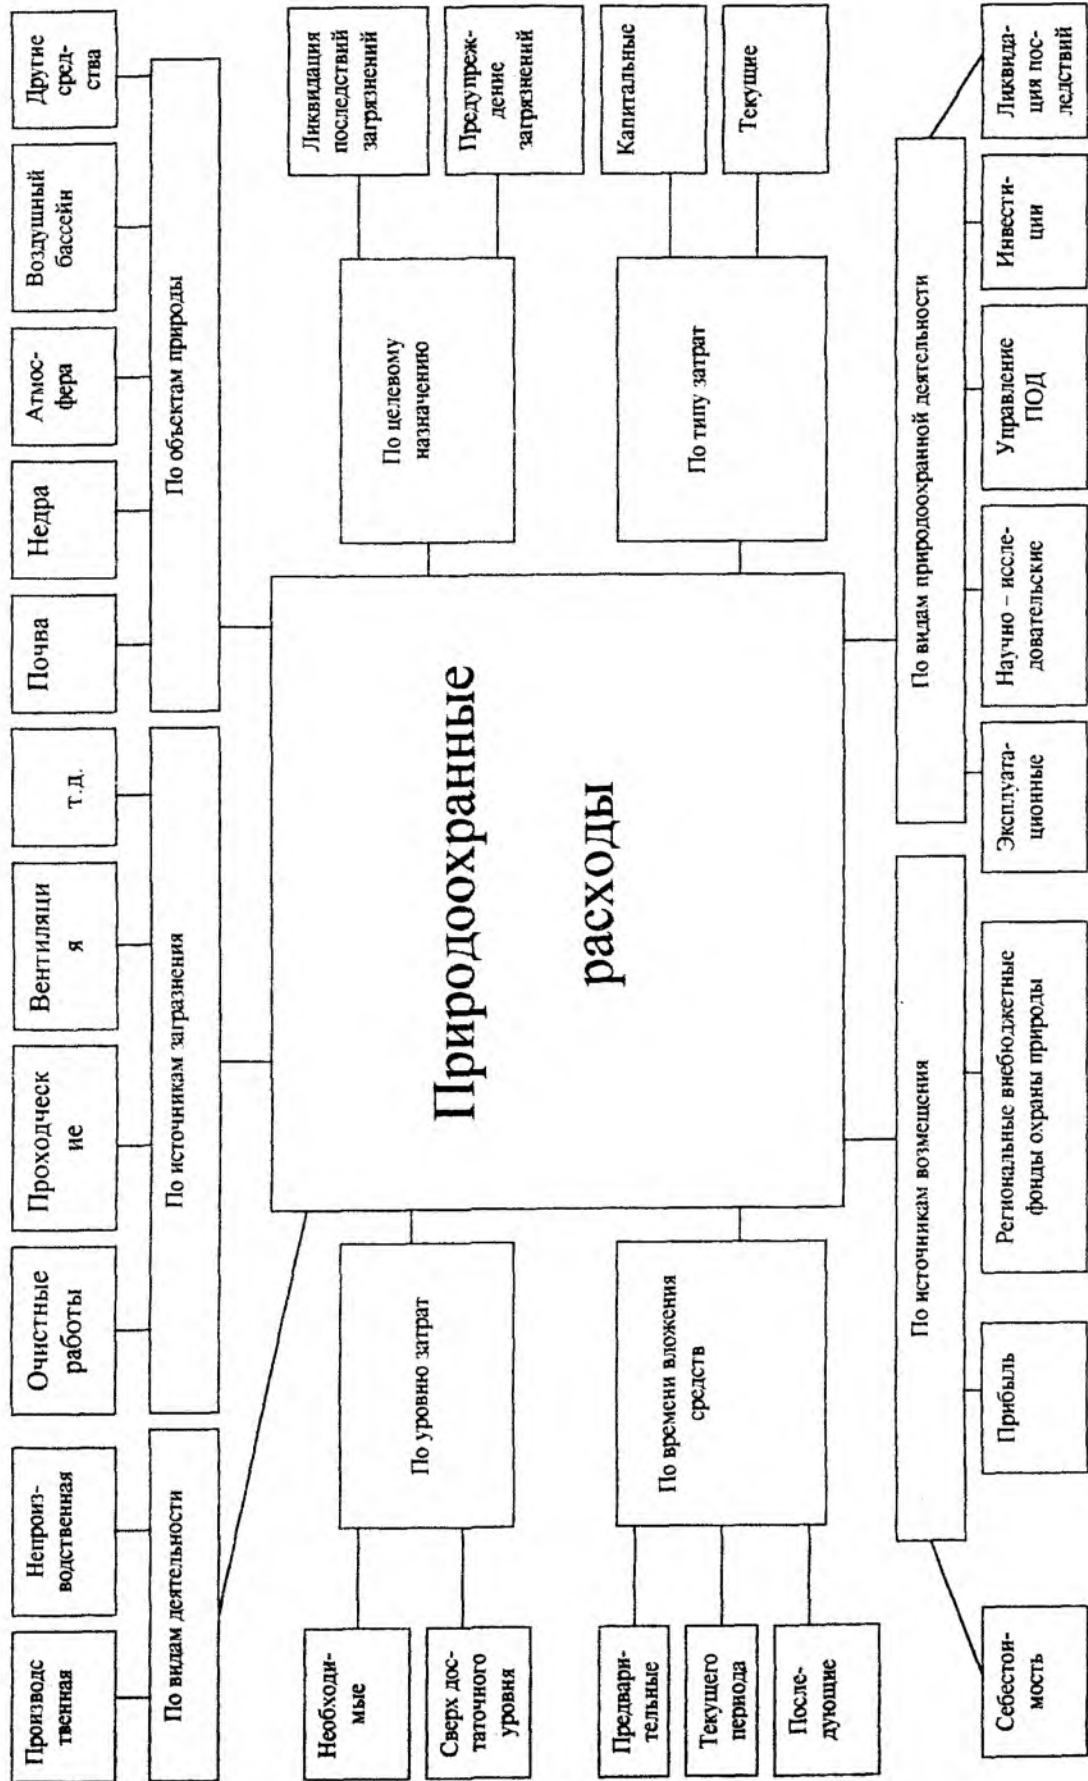 Производс
твенная
Непроиз-
водственная
Очистные
работы
Проходческ
ие
Вентиляци
я
т.д.
Почва
Недра
Атмос-
фера
Воздушный
бассейн
Другие
сред-
ства
По видам деятельности
По источникам загразнения
По объектам природы
Необходи-
мые
Сверх дос-
таточного
уровня
По уровню затрат
По целевому
назначению
Ликвидация
последствий
загрязнений
Предупреж-
дение
загрязнений
Природоохранные
расходы
Предвари-
тельные
Текущего
периода
После-
дующие
По времени вложения
средств
По типу затрат
Капитальные
Текущие
По источникам возмещения
По видам природоохранной деятельности
Себестои-
мость
Прибыль
Региональные внебюджетные
фонды охраны природы
Эксплуата-
ционные
Научно – иссле-
довательские
Управление
ПОД
Инвести-
ции
Ликвида-
ция пос-
ледствий